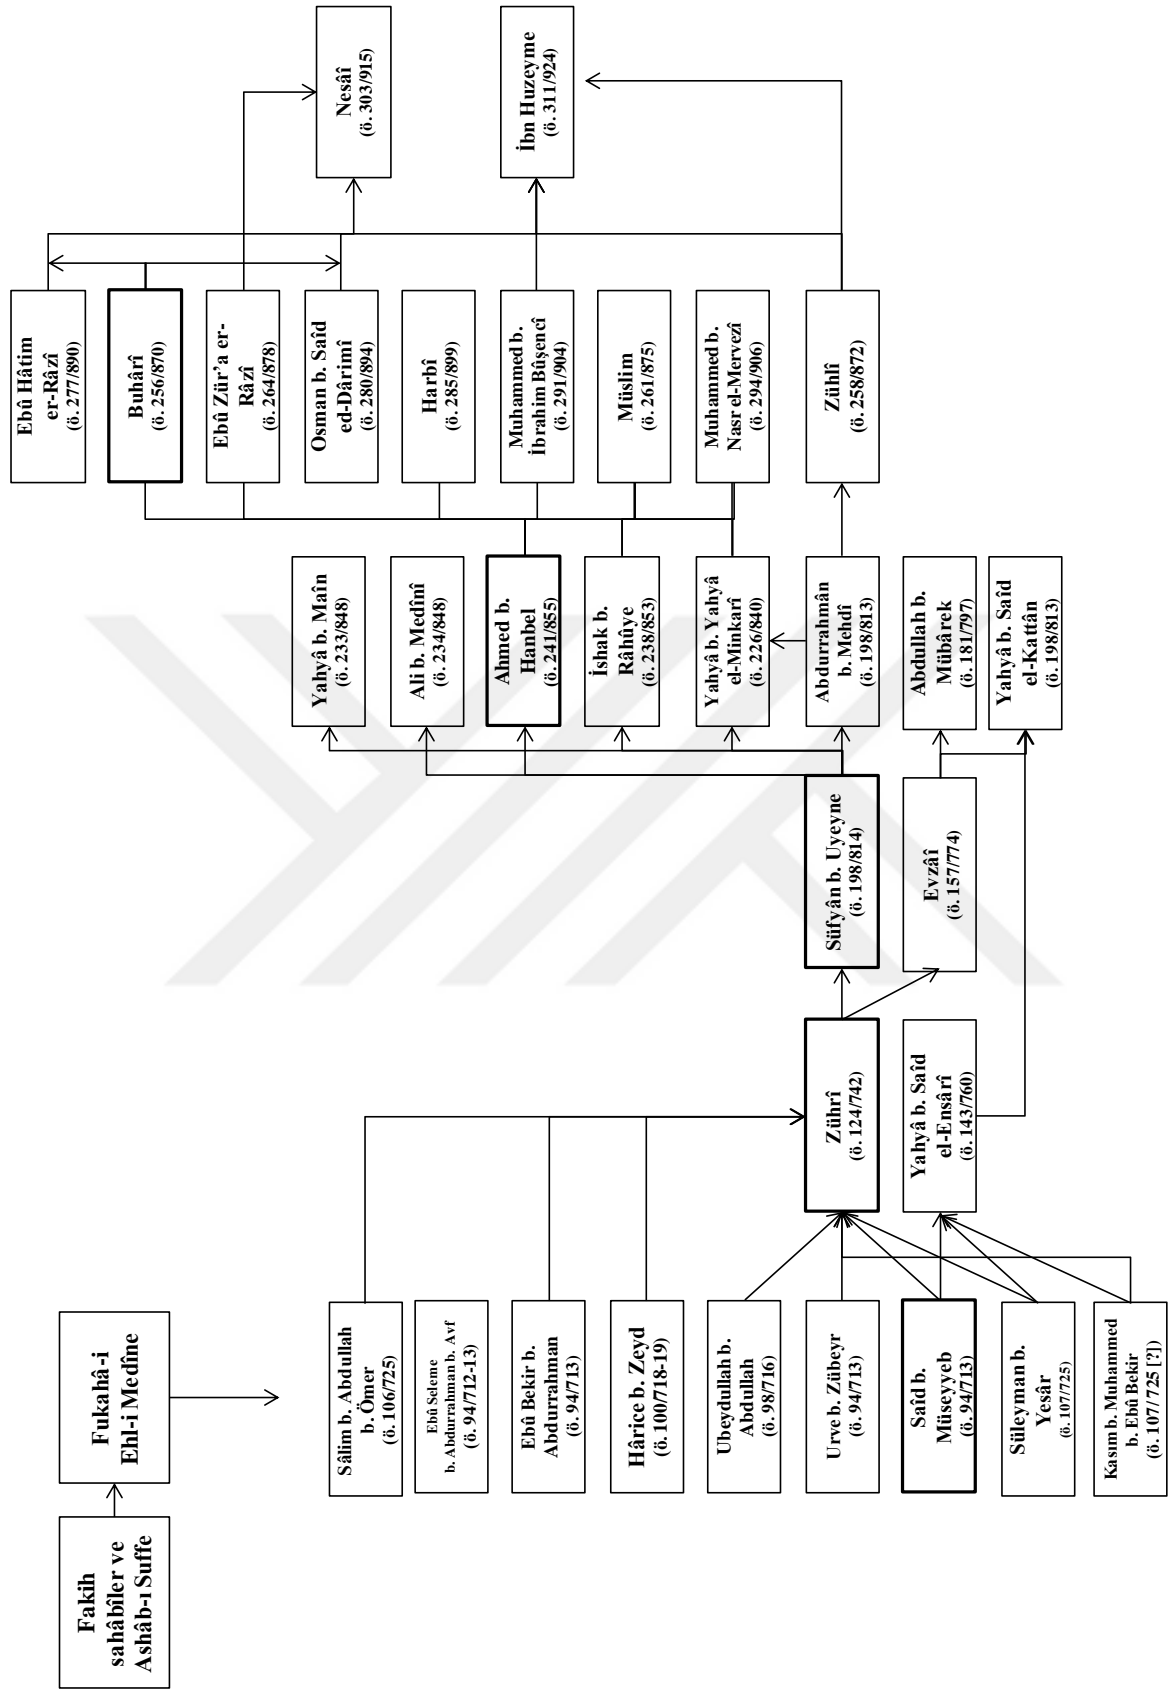 Fakih
sahâbîler ve
Ashâb-ı Suffe
Fukahâ-i
Ehl-i Medîne
Sâlim b. Abdullah
b. Ömer
(ö. 106/725)
Ebû Seleme
b. Abdurrahman b. Avf
(ö. 94/712-13)
Ebû Bekir b.
Abdurrahman
(ö. 94/713)
Hârice b. Zeyd
(ö. 100/718-19)
Ubeydullah b.
Abdullah
(ö. 98/716)
Urve b. Zübeyr
(ö. 94/713)
Saîd b.
Müseyyeb
(ö. 94/713)
Süleyman b.
Yesâr
(ö. 107/725)
Kasım b. Muhammed
b. Ebû Bekir
(ö. 107/725 [?])
Zührî
(ö. 124/742)
Yahyâ b. Saîd
el-Ensârî
(ö. 143/760)
Süfyân b. Uyeyne
(ö. 198/814)
Evzâî
(ö. 157/774)
Yahyâ b. Maîn
(ö. 233/848)
Ali b. Medînî
(ö. 234/848)
Ahmed b.
Hanbel
(ö. 241/855)
İshak b.
Râhûye
(ö. 238/853)
Yahyâ b. Yahyâ
el-Minkarî
(ö. 226/840)
Abdurrahmân
b. Mehdî
(ö. 198/813)
Abdullah b.
Mübârek
(ö. 181/797)
Yahyâ b. Saîd
el-Kattân
(ö. 198/813)
Ebû Hâtim
er-Râzî
(ö. 277/890)
Buhârî
(ö. 256/870)
Ebû Zür'a er-
Râzî
(ö. 264/878)
Osman b. Saîd
ed-Dârimî
(ö. 280/894)
Harbî
(ö. 285/899)
Muhammed b.
İbrahim Bûşencî
(ö. 291/904)
Müslim
(ö. 261/875)
Muhammed b.
Nasr el-Mervezî
(ö. 294/906)
Zühlî
(ö. 258/872)
Nesâî
(ö. 303/915)
İbn Huzeyme
(ö. 311/924)